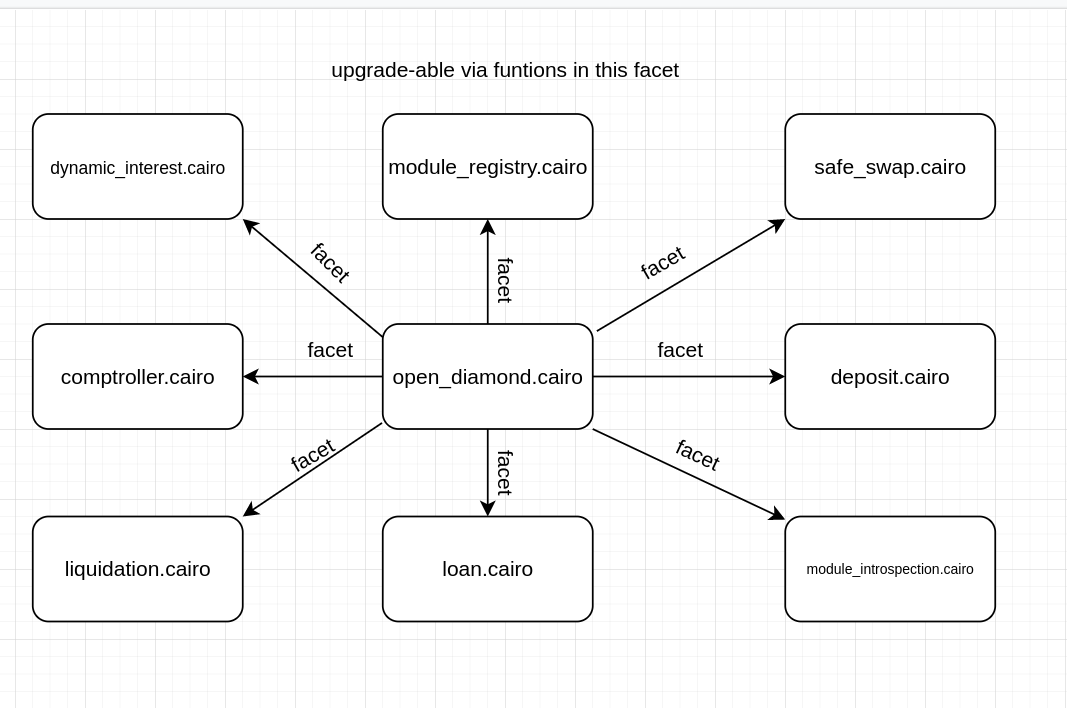 upgrade-able via funtions in this facet
dynamic_interest.cairo
module_registry.cairo
safe_swap.cairo
facet
facet
facet
facet
facet
comptroller.cairo
open_diamond.cairo
deposit.cairo
facet
facet
facet
liquidation.cairo
loan.cairo
module_introspection.cairo